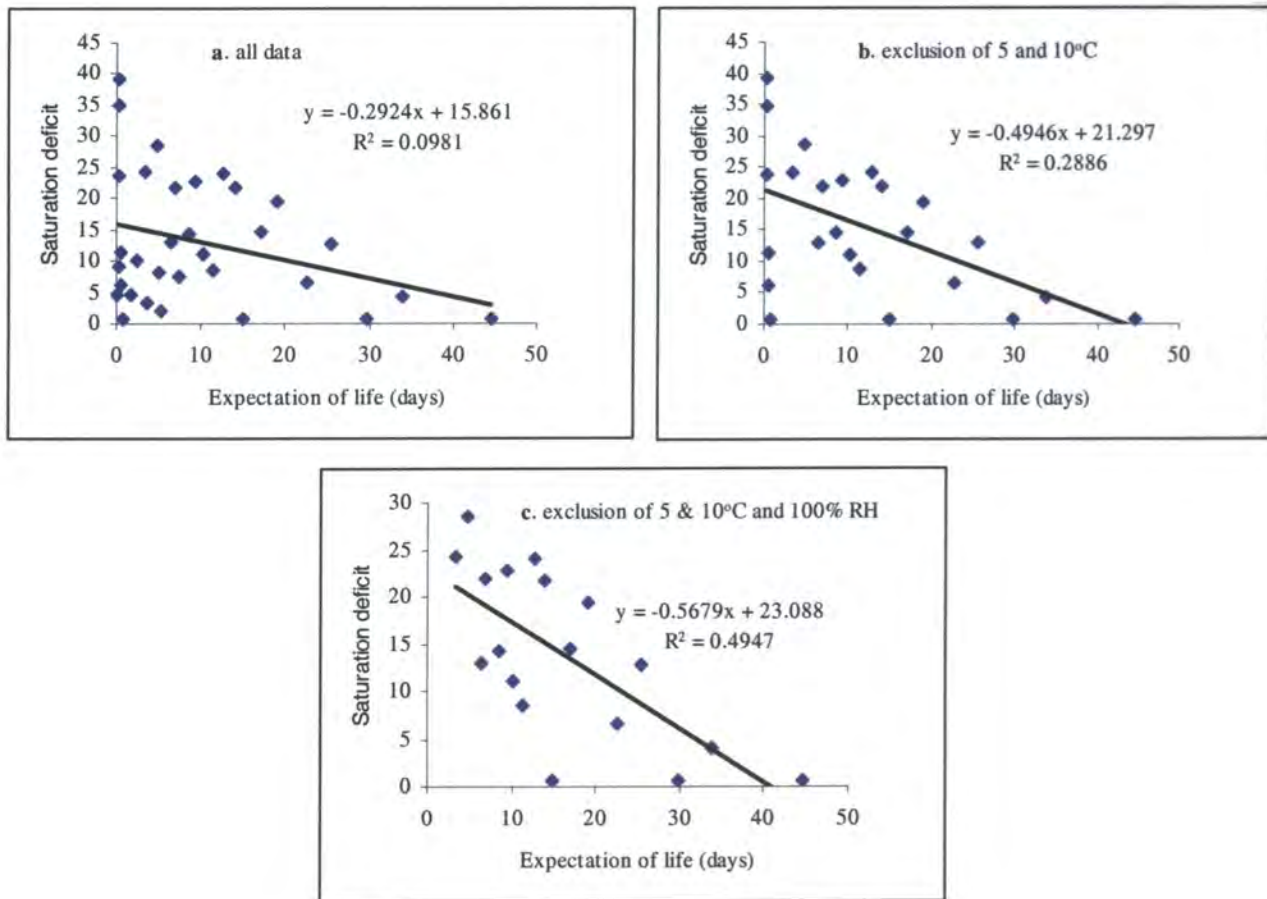 a. all data
y = -0.2924x + 15.861
R² = 0.0981
Saturation deficit
45
40
35
30
25
20
15
10
5
0
0 10 20 30 40 50
Expectation of life (days)
b. exclusion of 5 and 10°C
y = -0.4946x + 21.297
R² = 0.2886
Saturation deficit
45
40
35
30
25
20
15
10
5
0
0 10 20 30 40 50
Expectation of life (days)
c. exclusion of 5 & 10°C and 100% RH
y = -0.5679x + 23.088
R² = 0.4947
Saturation deficit
30
25
20
15
10
5
0
0 10 20 30 40 50
Expectation of life (days)